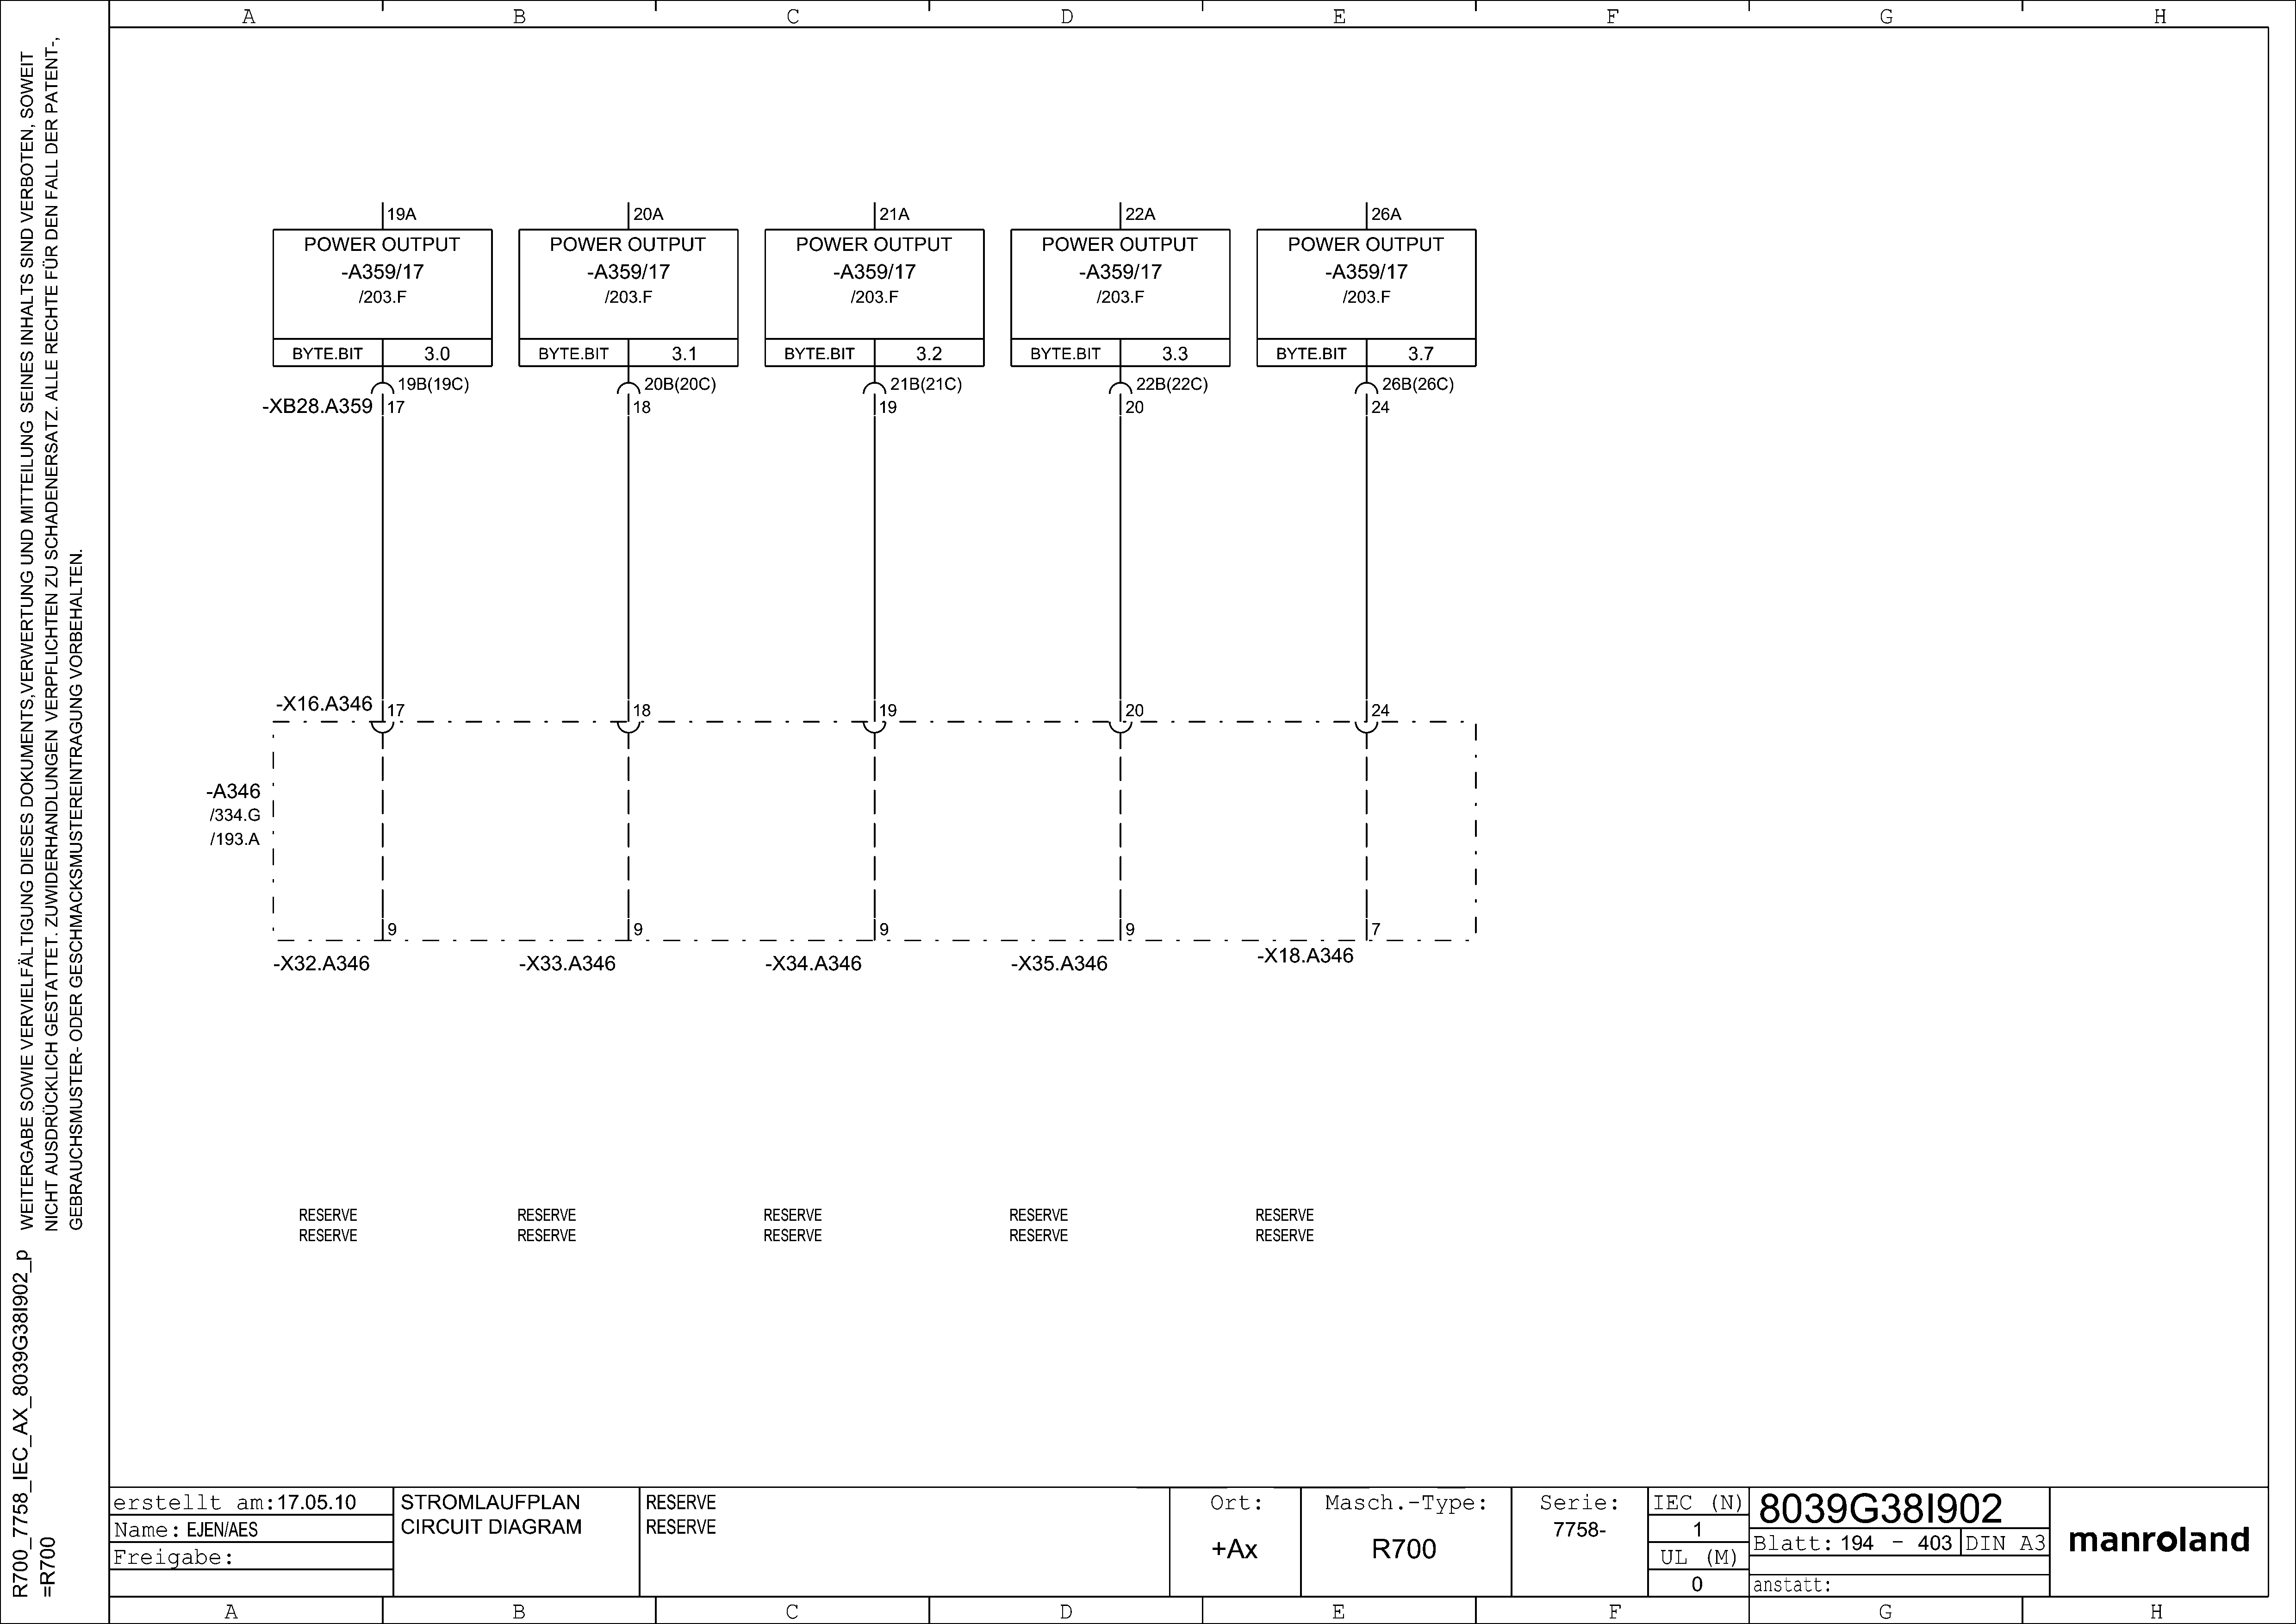 A B C D E F G H
19A 20A 21A 22A 26A
POWER OUTPUT POWER OUTPUT POWER OUTPUT POWER OUTPUT POWER OUTPUT
-A359/17 -A359/17 -A359/17 -A359/17 -A359/17
/203.F /203.F /203.F /203.F /203.F
BYTE.BIT 3.0 BYTE.BIT 3.1 BYTE.BIT 3.2 BYTE.BIT 3.3 BYTE.BIT 3.7
19B(19C) 20B(20C) 21B(21C) 22B(22C) 26B(26C)
-XB28.A359 17 18 19 20 24
-X16.A346 17 18 19 20 24
-A346
/334.G
/193.A
9 9 9 9 7
-X32.A346 -X33.A346 -X34.A346 -X35.A346 -X18.A346
RESERVE RESERVE RESERVE RESERVE RESERVE
RESERVE RESERVE RESERVE RESERVE RESERVE
WEITERGABE SOWIE VERVIELFÄLTIGUNG DIESES DOKUMENTS,VERWERTUNG UND MITTEILUNG SEINES INHALTS SIND VERBOTEN, SOWEIT
NICHT AUSDRÜCKLICH GESTATTET. ZUWIDERHANDLUNGEN VERPFLICHTEN ZU SCHADENERSATZ. ALLE RECHTE FÜR DEN FALL DER PATENT-,
GEBRAUCHSMUSTER- ODER GESCHMACKSMUSTEREINTRAGUNG VORBEHALTEN.
R700_7758_IEC_AX_8039G38I902_p
=R700
erstellt am:17.05.10
Name: EJEN/AES
Freigabe:
STROMLAUFPLAN
CIRCUIT DIAGRAM
RESERVE
RESERVE
Ort:
+Ax
Masch.-Type:
R700
Serie:
7758-
IEC (N)
1
UL (M)
0
8039G38I902
Blatt: 194 - 403 DIN A3
anstatt:
manroland
A B C D E F G H